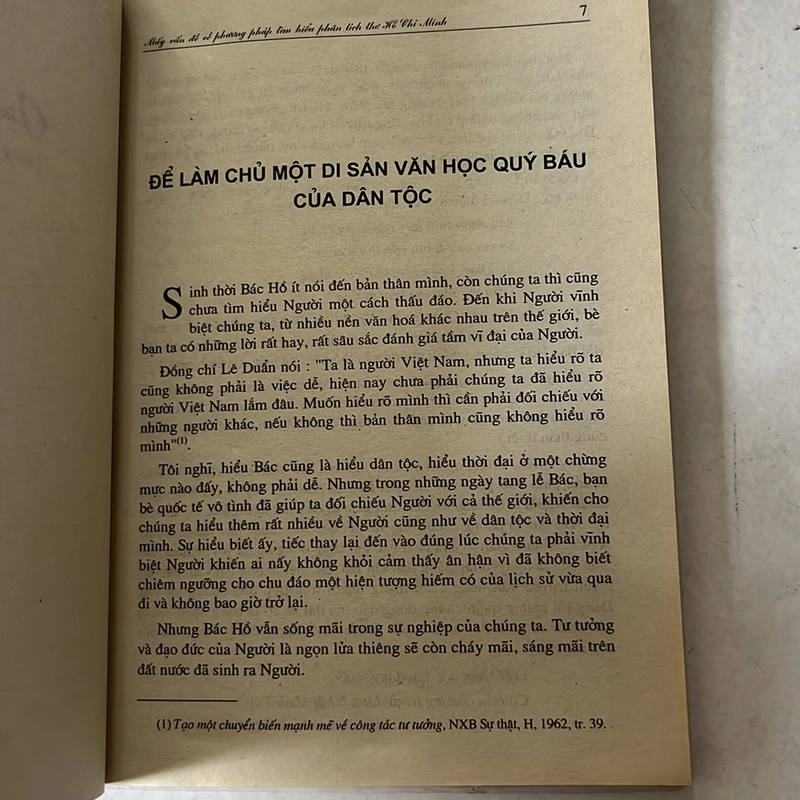 Mấy vấn đề về phương pháp tìm hiểu phân tích thơ Hồ Chí Minh
7
ĐỂ LÀM CHỦ MỘT DI SẢN VĂN HỌC QUÝ BÁU
CỦA DÂN TỘC
Sinh thời Bác Hồ ít nói đến bản thân mình, còn chúng ta thì cũng
chưa tìm hiểu Người một cách thấu đáo. Đến khi Người vĩnh
biệt chúng ta, từ nhiều nền văn hoá khác nhau trên thế giới, bè
bạn ta có những lời rất hay, rất sâu sắc đánh giá tầm vĩ đại của Người.
Đồng chí Lê Duẩn nói : "Ta là người Việt Nam, nhưng ta hiểu rõ ta
cũng không phải là việc dễ, hiện nay chưa phải chúng ta đã hiểu rõ
người Việt Nam lắm đâu. Muốn hiểu rõ mình thì cần phải đối chiếu với
những người khác, nếu không thì bản thân mình cũng không hiểu rõ
mình"(1).
Tôi nghĩ, hiểu Bác cũng là hiểu dân tộc, hiểu thời đại ở một chừng
mực nào đấy, không phải dễ. Nhưng trong những ngày tang lễ Bác, bạn
bè quốc tế vô tình đã giúp ta đối chiếu Người với cả thế giới, khiến cho
chúng ta hiểu thêm rất nhiều về Người cũng như về dân tộc và thời đại
mình. Sự hiểu biết ấy, tiếc thay lại đến vào đúng lúc chúng ta phải vĩnh
biệt Người khiến ai nấy không khỏi cảm thấy ân hận vì đã không biết
chiêm ngưỡng cho chu đáo một hiện tượng hiếm có của lịch sử vừa qua
đi và không bao giờ trở lại.
Nhưng Bác Hồ vẫn sống mãi trong sự nghiệp của chúng ta. Tư tưởng
và đạo đức của Người là ngọn lửa thiêng sẽ còn cháy mãi, sáng mãi trên
đất nước đã sinh ra Người.
(1) Tạo một chuyển biến mạnh mẽ về công tác tư tưởng, NXB Sự thật, H, 1962, tr. 39.